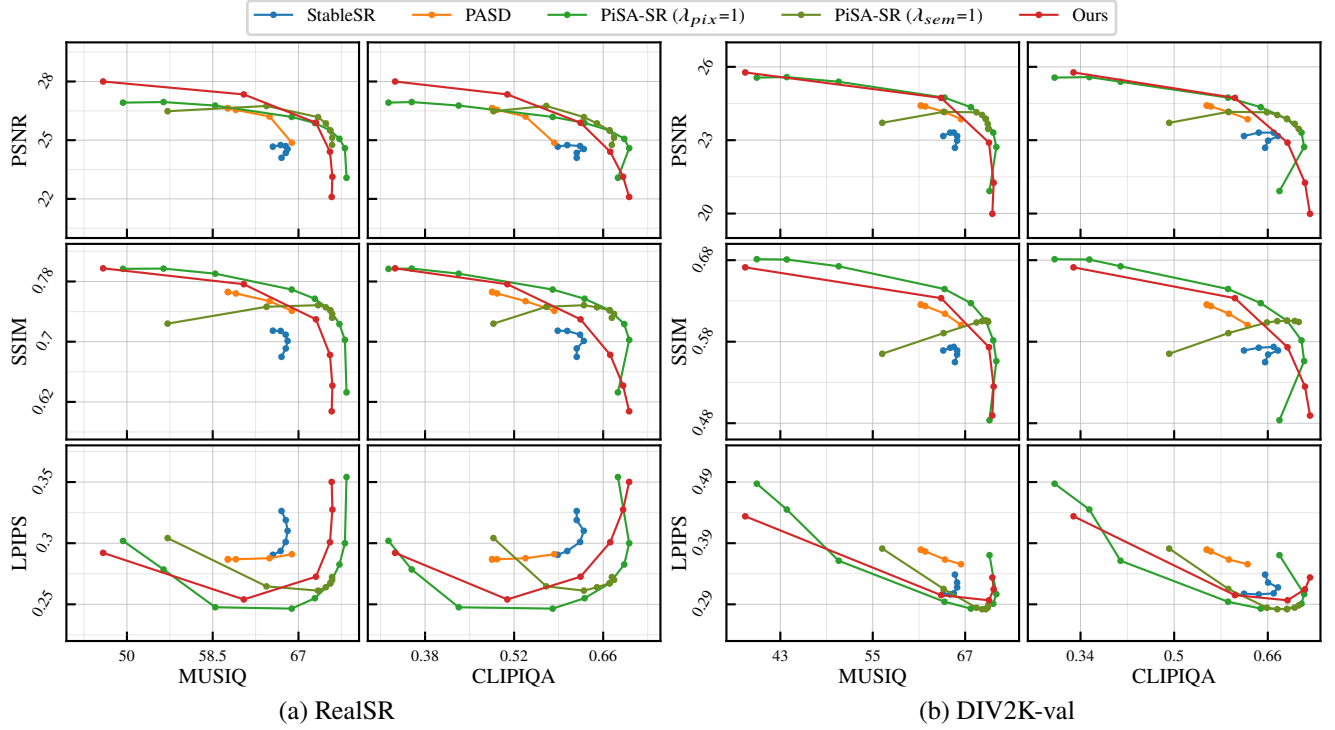 StableSR PASD PiSA-SR (λpix=1) PiSA-SR (λsem=1) Ours
PSNR 28 25 22
PSNR 26 23 20
SSIM 0.78 0.7 0.62
SSIM 0.68 0.58 0.48
LPIPS 0.35 0.3 0.25
LPIPS 0.49 0.39 0.29
50 58.5 67 0.38 0.52 0.66 43 55 67 0.34 0.5 0.66
MUSIQ CLIPIQA MUSIQ CLIPIQA
(a) RealSR (b) DIV2K-val